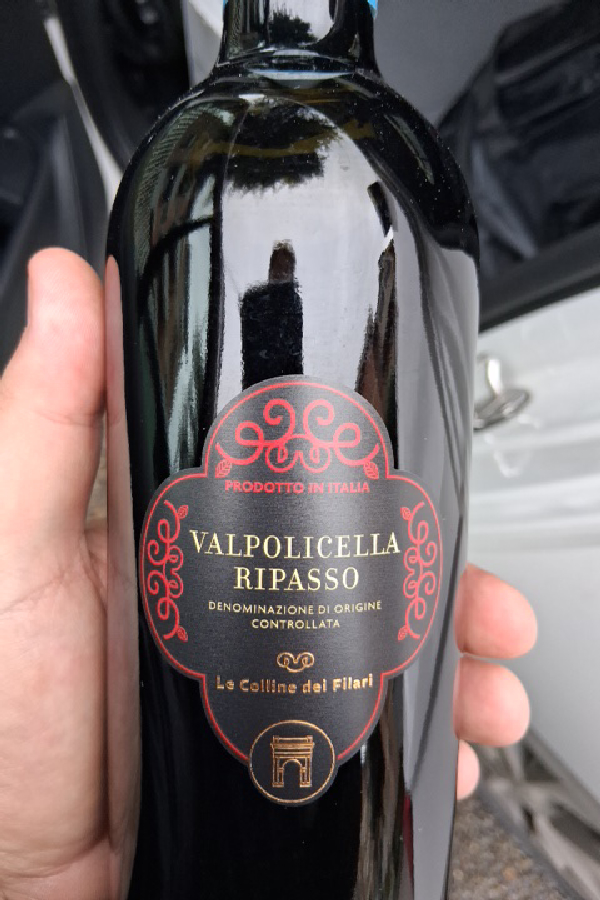 PRODOTTO IN ITALIA
VALPOLICELLA
RIPASSO
DENOMINAZIONE DI ORIGINE
CONTROLLATA
Le Colline dei Filari